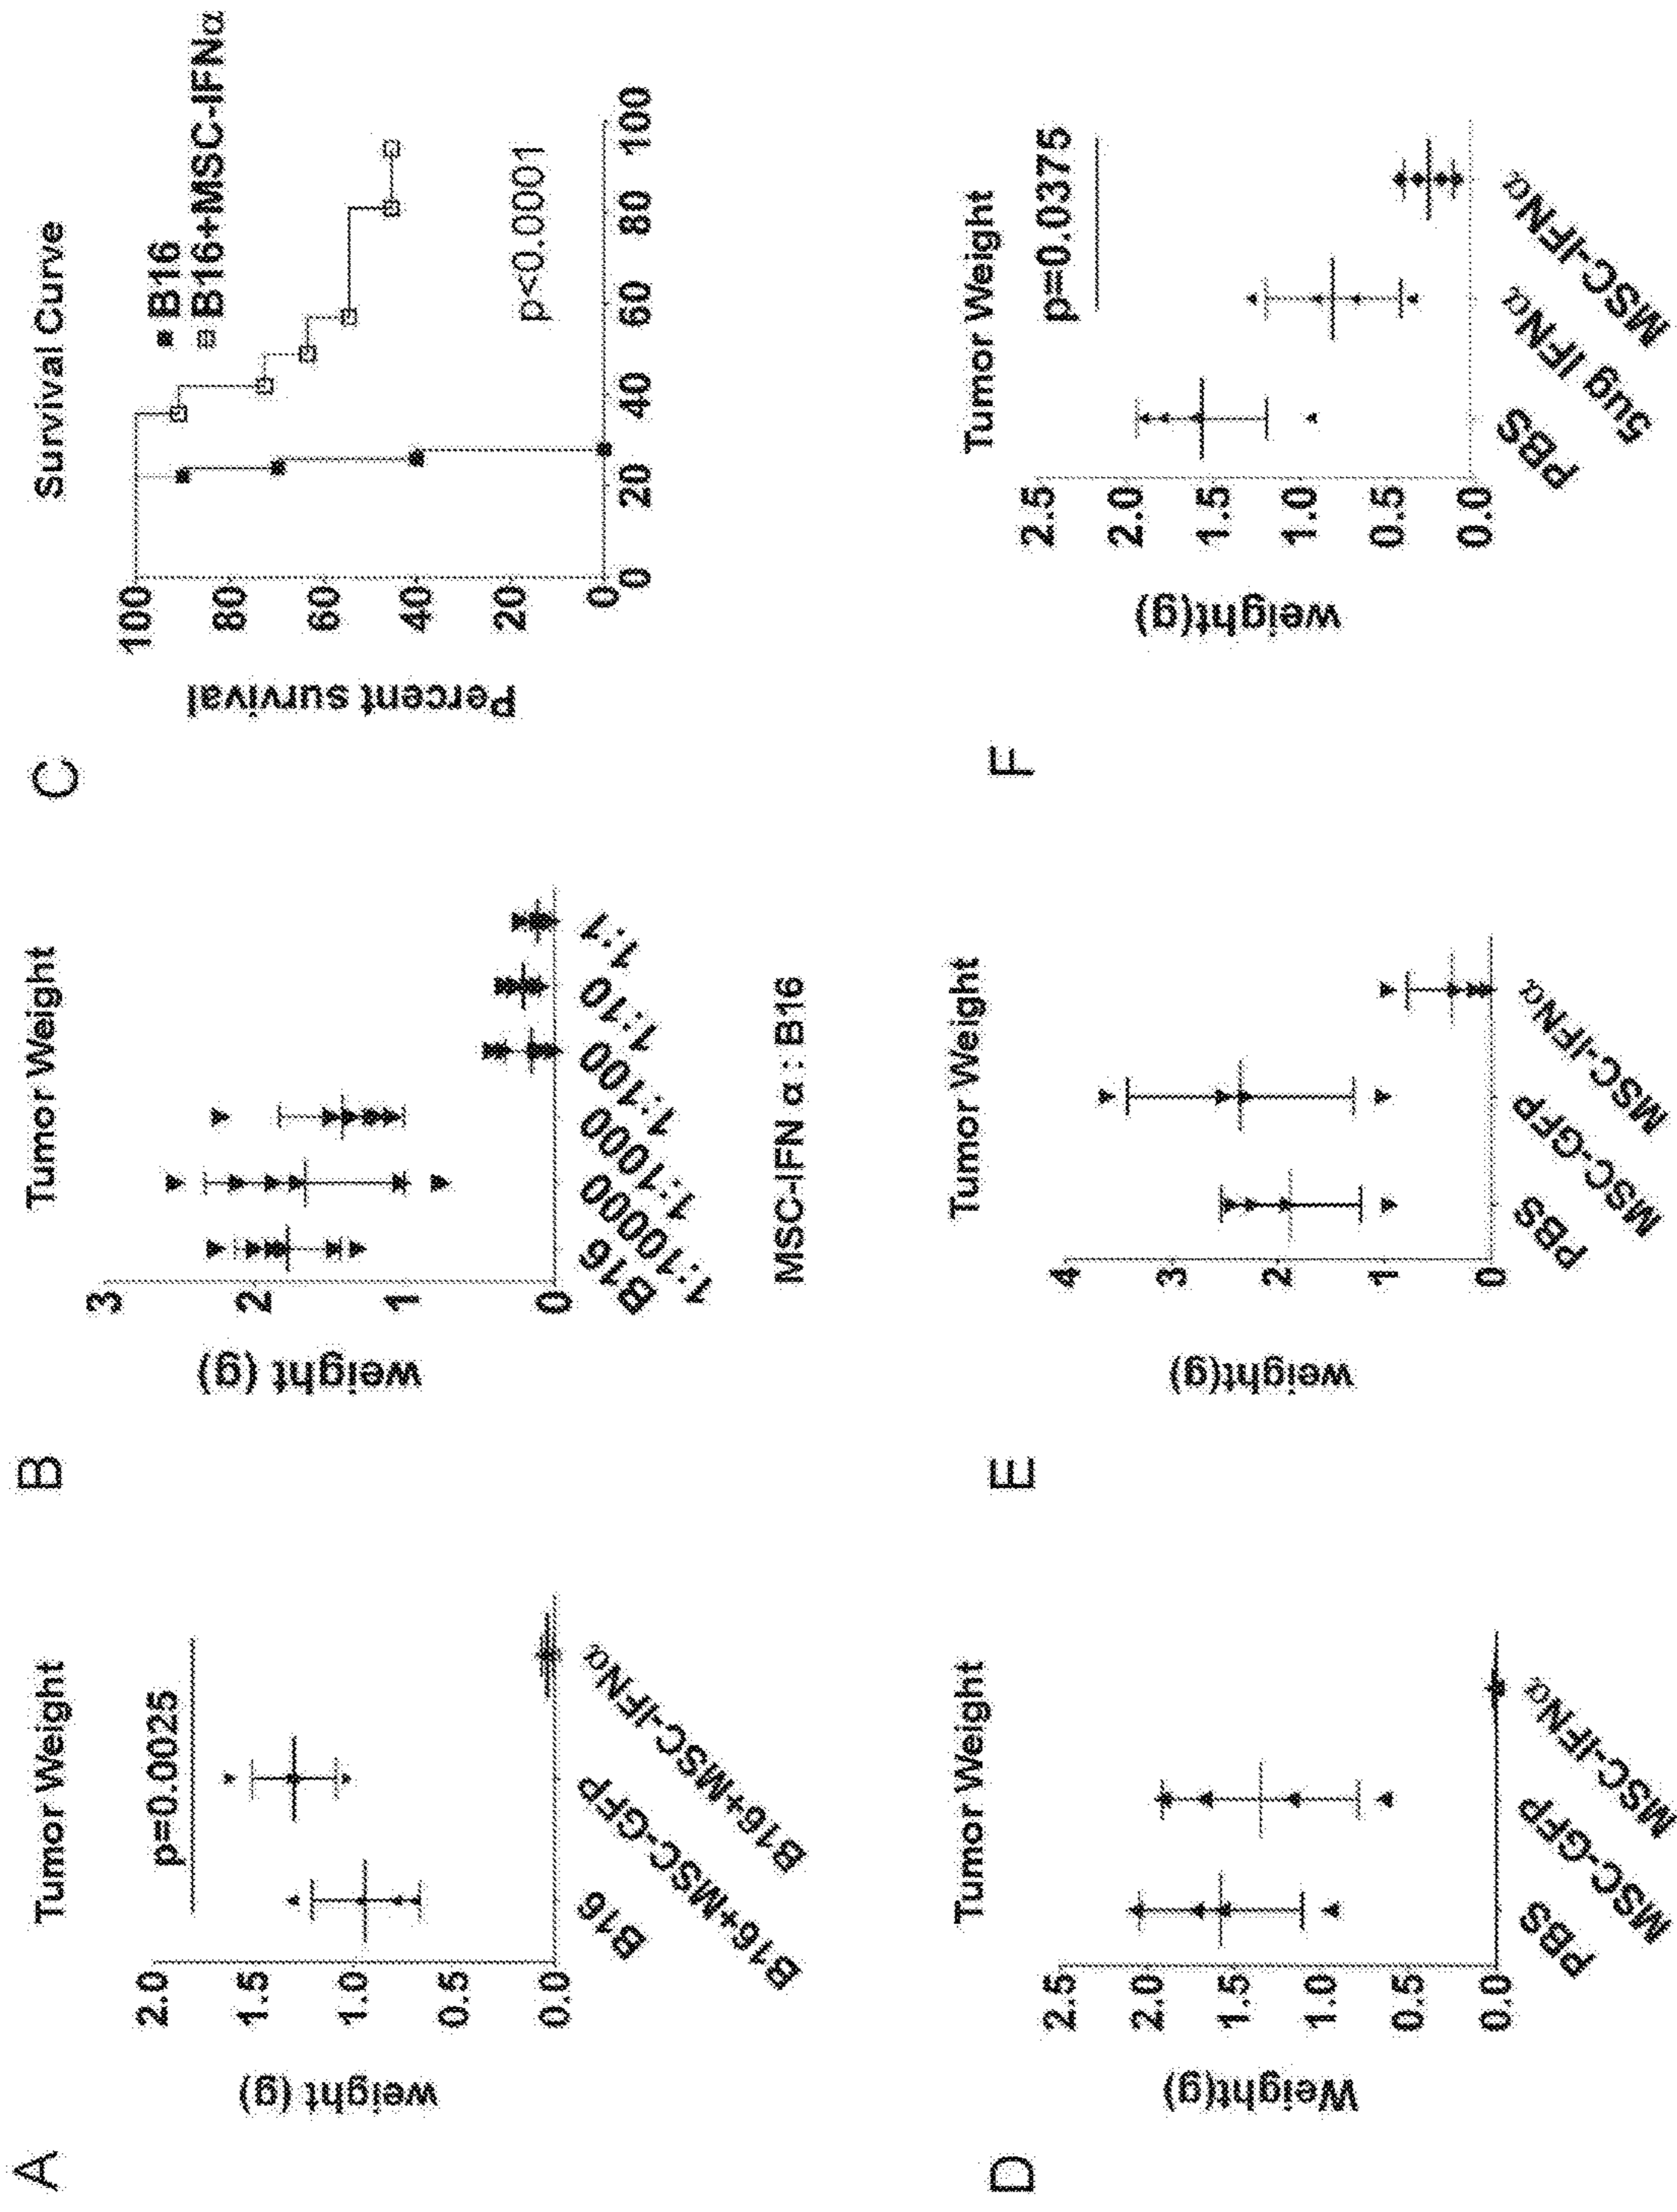 A
Tumor Weight
p=0.0025
weight (g)
2.0
1.5
1.0
0.5
0.0
B16
B16+MSC-GFP
B16+MSC-IFNα
B
Tumor Weight
weight (g)
3
2
1
0
B16
1:10000
1:1000
1:100
1:10
1:1
MSC-IFN α : B16
C
Survival Curve
B16
B16+MSC-IFNα
Percent survival
100
80
60
40
20
0
p<0.0001
0 20 40 60 80 100
D
Tumor Weight
Weight(g)
2.5
2.0
1.5
1.0
0.5
0.0
PBS
MSC-GFP
MSC-IFNα
E
Tumor Weight
weight(g)
4
3
2
1
0
PBS
MSC-GFP
MSC-IFNα
F
Tumor Weight
p=0.0375
weight(g)
2.5
2.0
1.5
1.0
0.5
0.0
PBS
5ug IFNα
MSC-IFNα